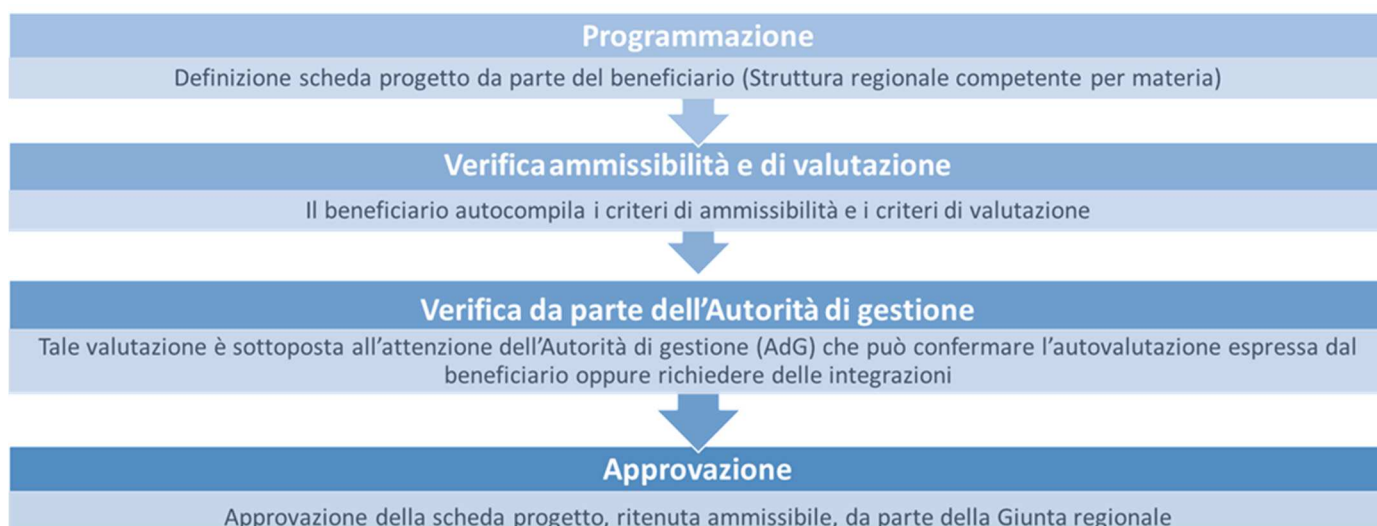 Programmazione
Definizione scheda progetto da parte del beneficiario (Struttura regionale competente per materia)
Verifica ammissibilità e di valutazione
Il beneficiario autocompila i criteri di ammissibilità e i criteri di valutazione
Verifica da parte dell'Autorità di gestione
Tale valutazione è sottoposta all'attenzione dell'Autorità di gestione (AdG) che può confermare l'autovalutazione espressa dal
beneficiario oppure richiedere delle integrazioni
Approvazione
Approvazione della scheda progetto, ritenuta ammissibile, da parte della Giunta regionale